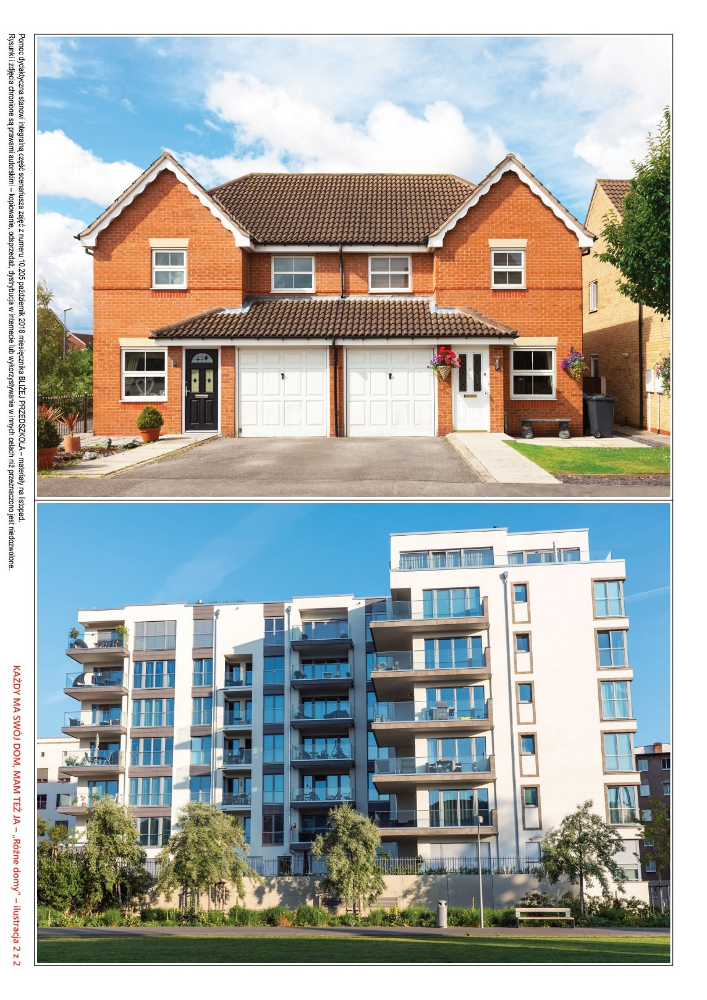 Pomoc dydaktyczna stanowi integralną część scenariusza zajęć z numeru 10.205 październik 2018 miesięcznika BLIŻEJ PRZEDSZKOLA – materiały na listopad.
Rysunki i zdjęcia chronione są prawami autorskimi – kopiowanie, odsprzedaż, dystrybucja w internecie lub wykorzystywanie w innych celach niż przeznaczono jest niedozwolone.
KAŻDY MA SWÓJ DOM, MAM TEŻ JA – „Różne domy” – ilustracja 2 z 2